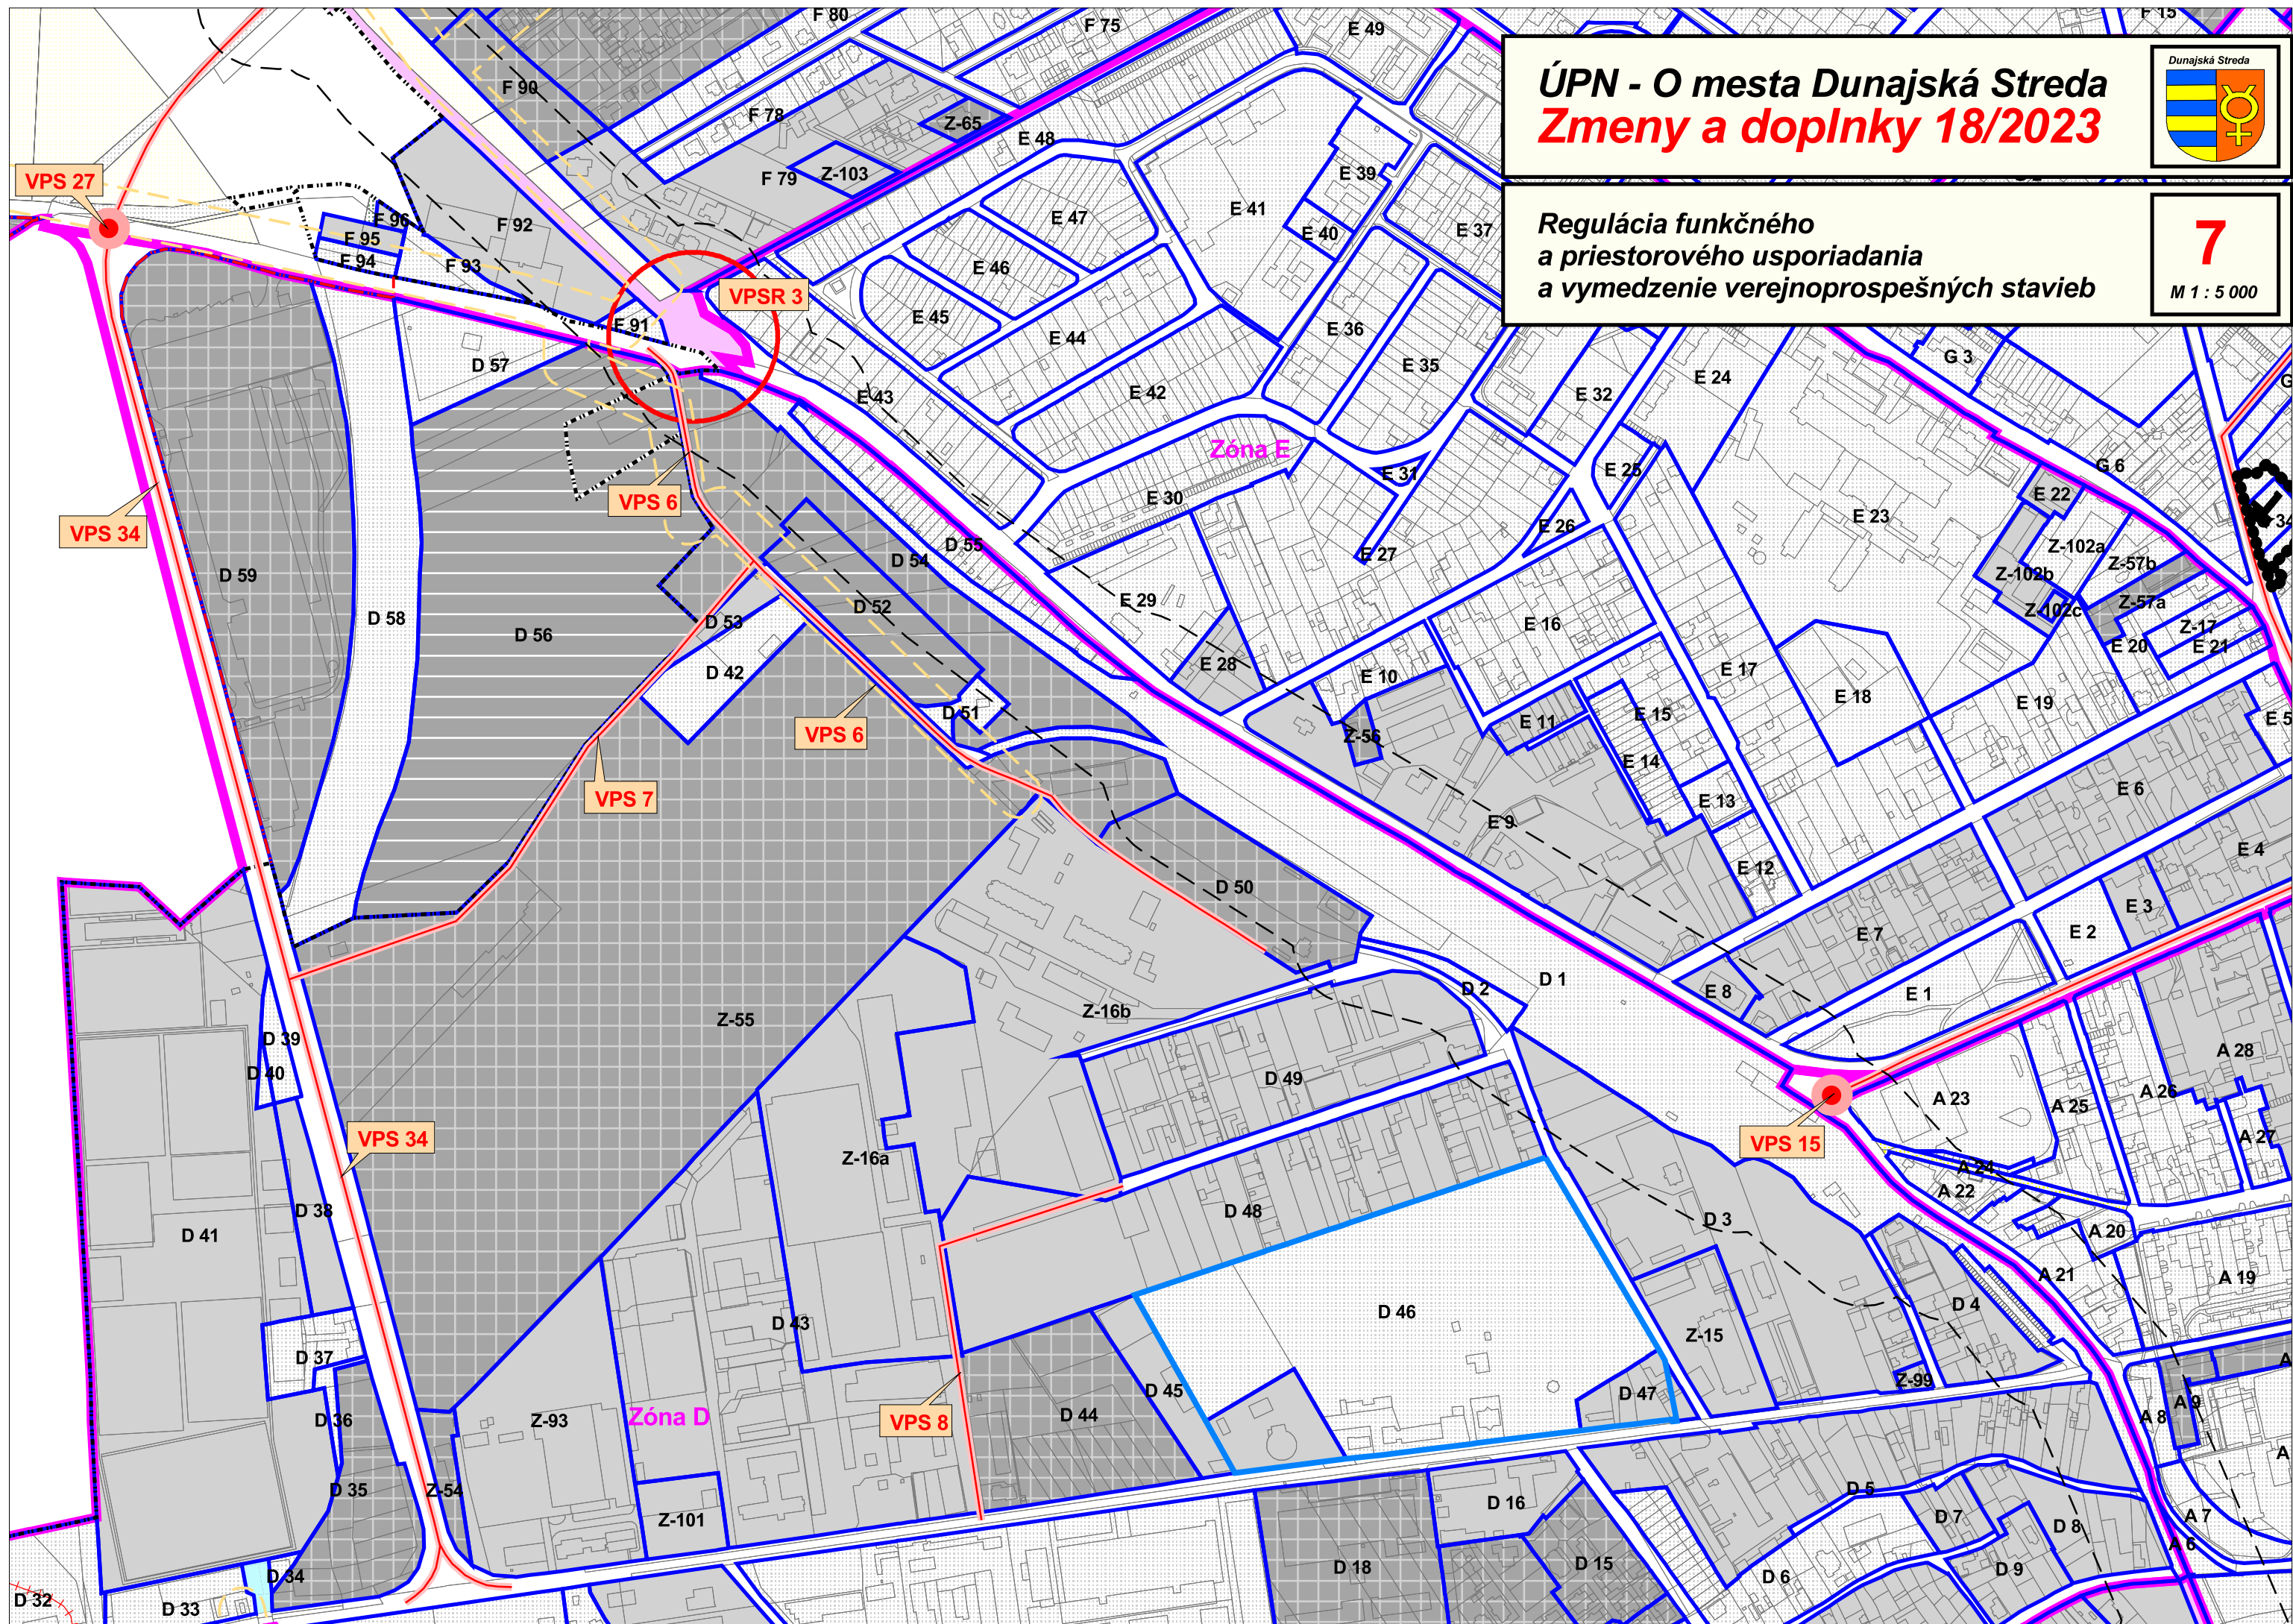 ÚPN - O mesta Dunajská Streda
Zmeny a doplnky 18/2023
Dunajská Streda
Regulácia funkčného
a priestorového usporiadania
a vymedzenie verejnoprospešných stavieb
7
M 1 : 5 000
F 80
F 75
E 49
F 15
F 90
F 78
Z-65
E 48
F 79
Z-103
E 39
VPS 27
F 96
F 95
F 94
F 92
F 93
E 47
E 41
E 40
E 37
E 46
VPSR 3
F 91
E 45
E 44
E 36
E 35
G 3
D 57
E 43
E 42
E 32
E 24
Zóna E
E 31
E 25
G 6
E 30
E 22
VPS 6
VPS 34
E 26
E 23
E 27
D 55
D 54
Z-102a
Z-57b
Z-102b
D 59
D 58
D 56
D 52
E 29
Z-102c
Z-57a
Z-17
D 53
E 16
E 20
E 21
D 42
E 28
E 10
E 17
E 18
E 19
D 51
E 11
E 15
E 5
VPS 6
Z-56
E 14
VPS 7
E 13
E 6
E 9
E 12
E 4
D 50
E 3
E 7
E 2
D 1
D 2
E 8
E 1
Z-55
Z-16b
D 39
D 40
D 49
A 28
A 23
A 25
A 26
VPS 34
VPS 15
A 27
Z-16a
A 24
A 22
D 38
D 48
D 3
A 20
D 41
A 21
A 19
D 4
D 46
D 43
Z-15
D 37
Z-99
D 45
D 47
D 36
Z-93
Zóna D
VPS 8
D 44
A 8
A 9
D 35
Z-54
Z-101
D 16
D 5
D 7
D 8
A 7
A 6
D 34
D 18
D 15
D 6
D 9
D 32
D 33